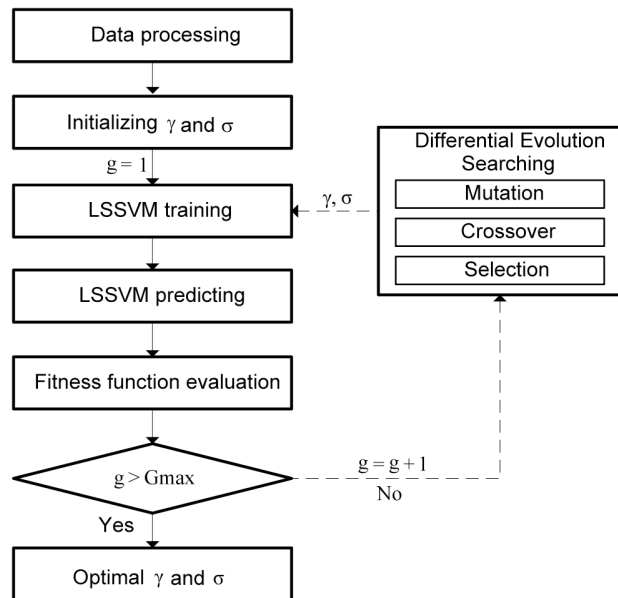 Data processing
Initializing γ and σ
g = 1
LSSVM training
LSSVM predicting
Fitness function evaluation
g > Gmax
Yes
Optimal γ and σ
g = g + 1
No
γ, σ
Differential Evolution
Searching
Mutation
Crossover
Selection